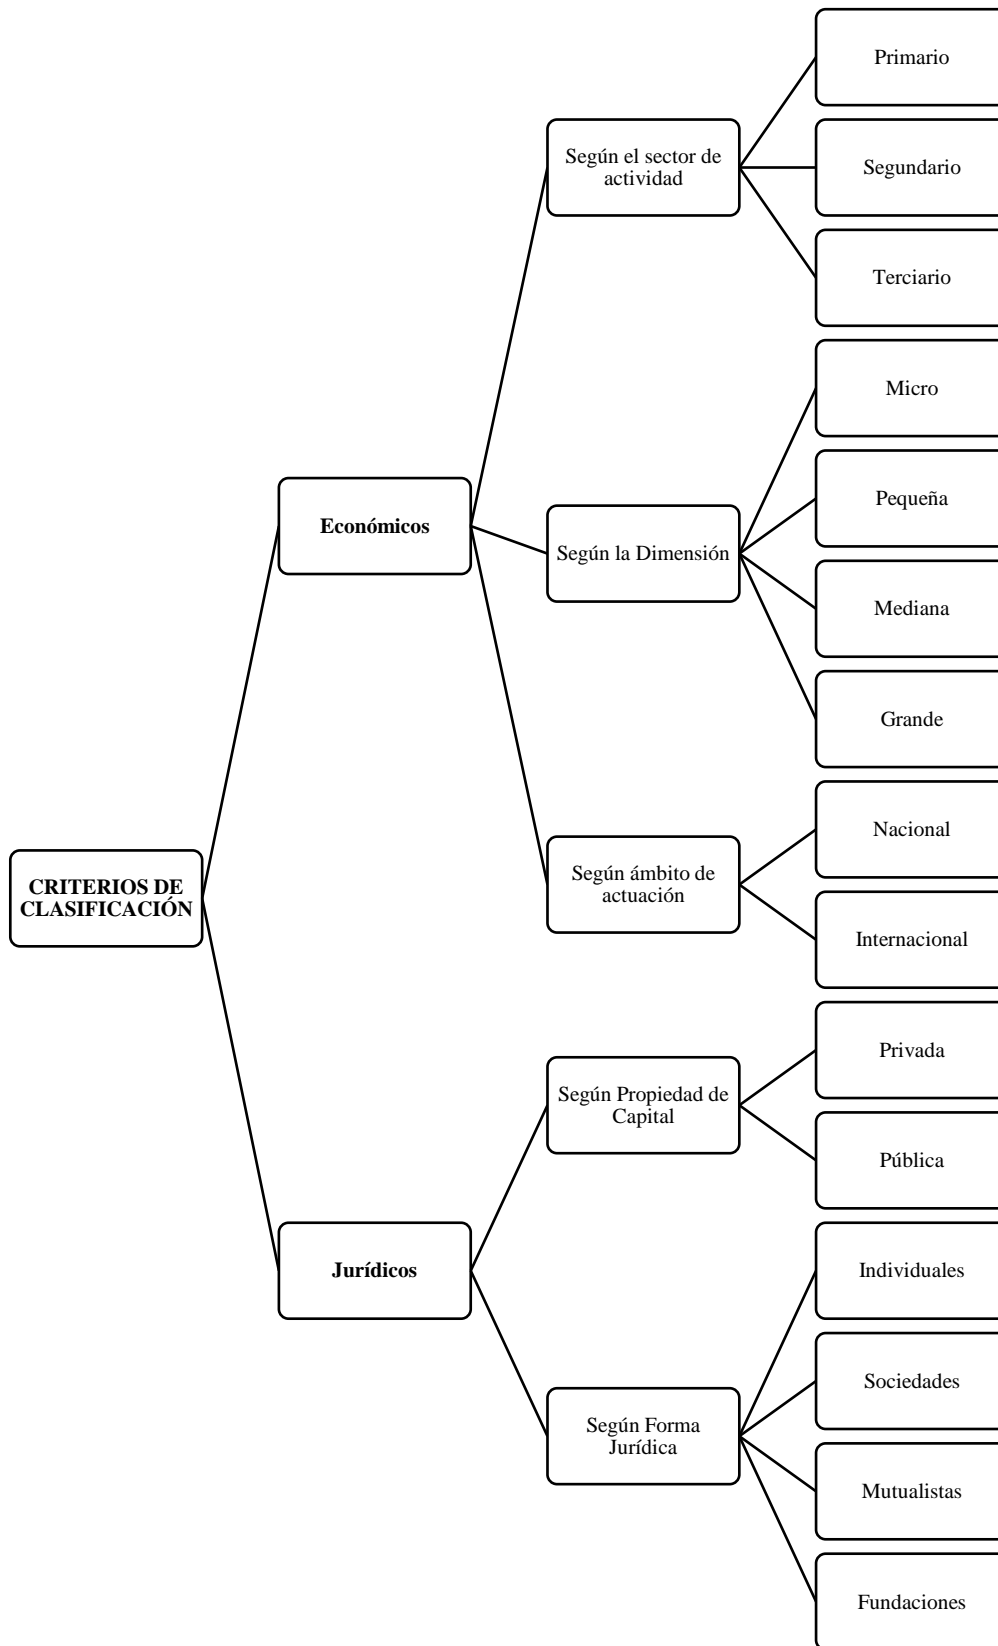 CRITERIOS DE
CLASIFICACIÓN
Económicos
Según el sector de
actividad
Primario
Segundario
Terciario
Según la Dimensión
Micro
Pequeña
Mediana
Grande
Según ámbito de
actuación
Nacional
Internacional
Jurídicos
Según Propiedad de
Capital
Privada
Pública
Según Forma
Jurídica
Individuales
Sociedades
Mutualistas
Fundaciones